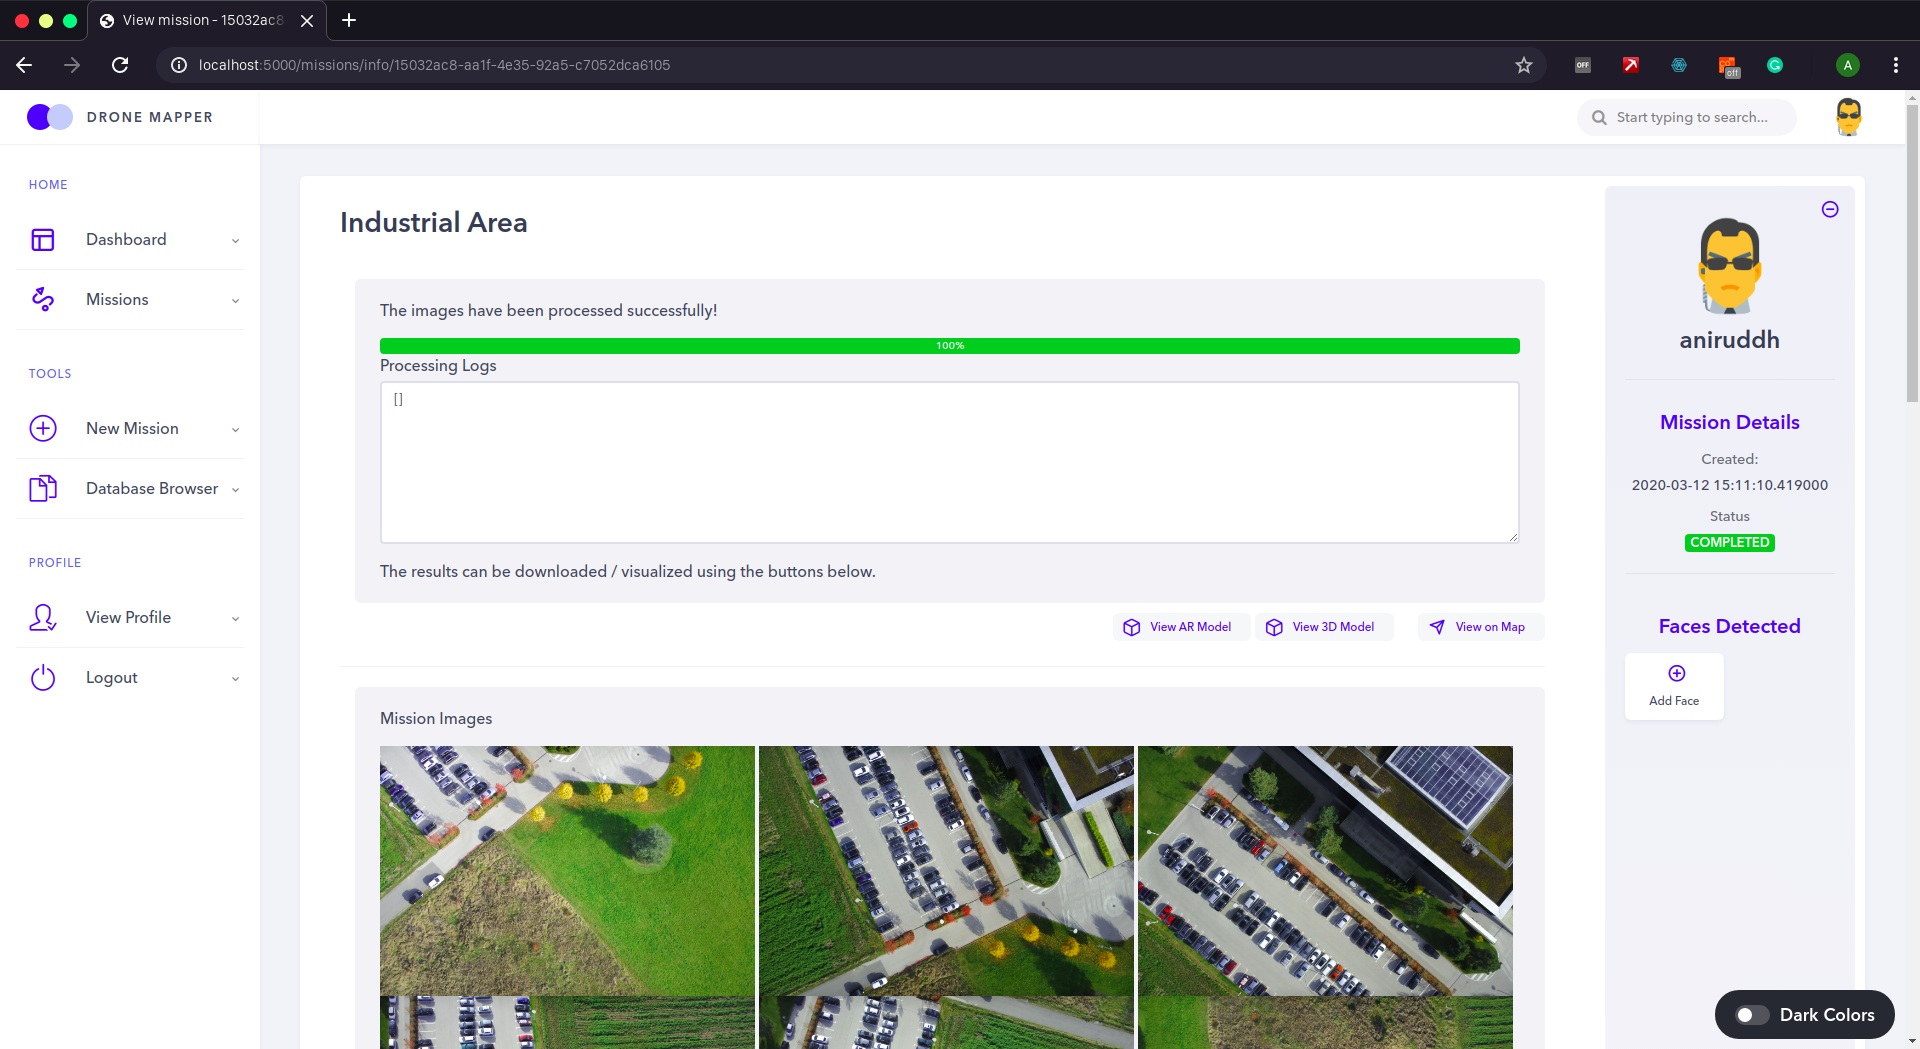 View mission - 15032ac8
localhost:5000/missions/info/15032ac8-aa1f-4e35-92a5-c7052dca6105
OFF
off
A
DRONE MAPPER
Start typing to search...
HOME
Dashboard
Missions
TOOLS
New Mission
Database Browser
PROFILE
View Profile
Logout
Industrial Area
The images have been processed successfully!
100%
Processing Logs
[]
The results can be downloaded / visualized using the buttons below.
View AR Model
View 3D Model
View on Map
Mission Images
aniruddh
Mission Details
Created:
2020-03-12 15:11:10.419000
Status
COMPLETED
Faces Detected
Add Face
Dark Colors